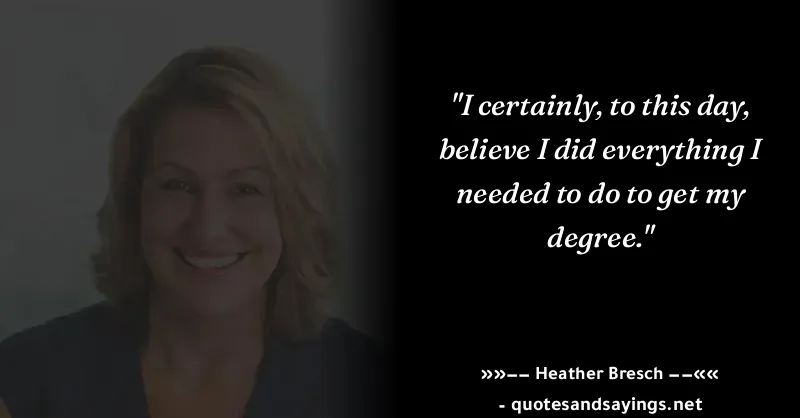 "I certainly, to this day,
believe I did everything I
needed to do to get my
degree."
»»–– Heather Bresch ––««
- quotesandsayings.net